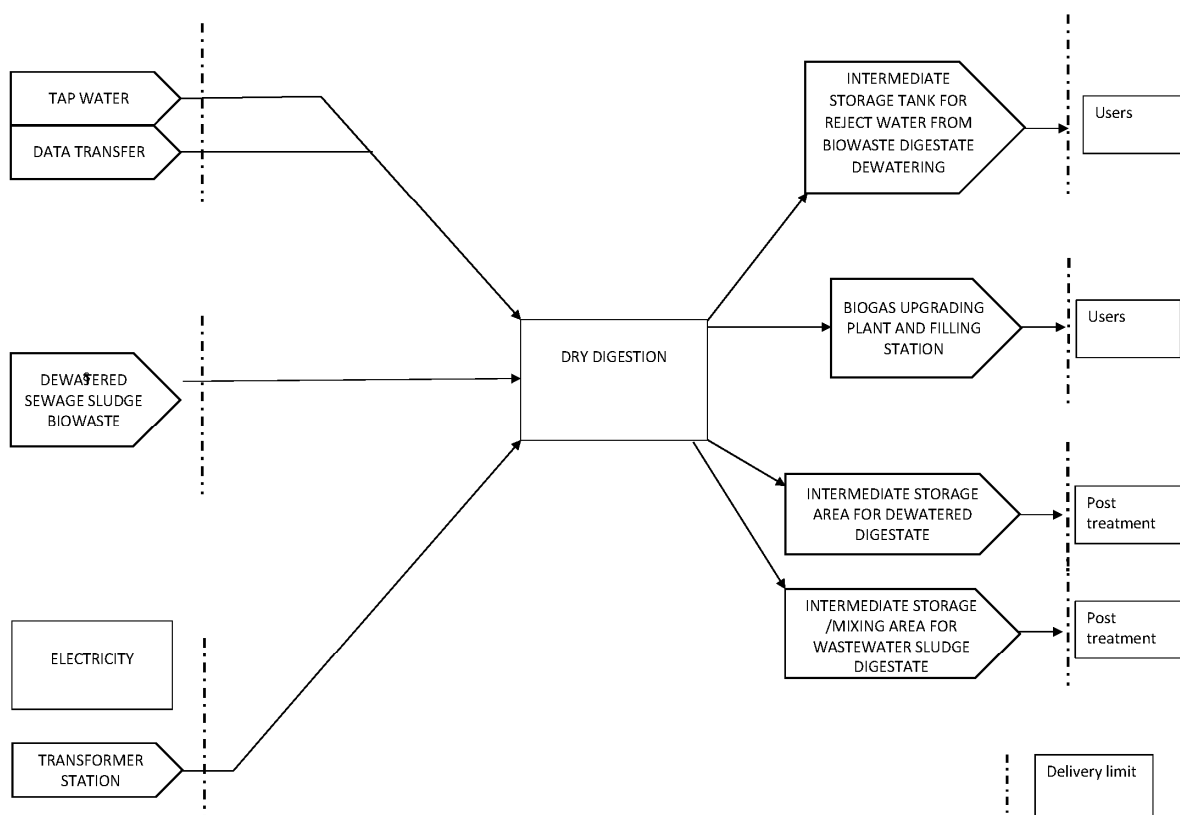 TAP WATER
DATA TRANSFER
DEWATERED
SEWAGE SLUDGE
BIOWASTE
ELECTRICITY
TRANSFORMER
STATION
DRY DIGESTION
INTERMEDIATE
STORAGE TANK FOR
REJECT WATER FROM
BIOWASTE DIGESTATE
DEWATERING
Users
BIOGAS UPGRADING
PLANT AND FILLING
STATION
Users
INTERMEDIATE STORAGE
AREA FOR DEWATERED
DIGESTATE
Post
treatment
INTERMEDIATE STORAGE
/MIXING AREA FOR
WASTEWATER SLUDGE
DIGESTATE
Post
treatment
Delivery limit